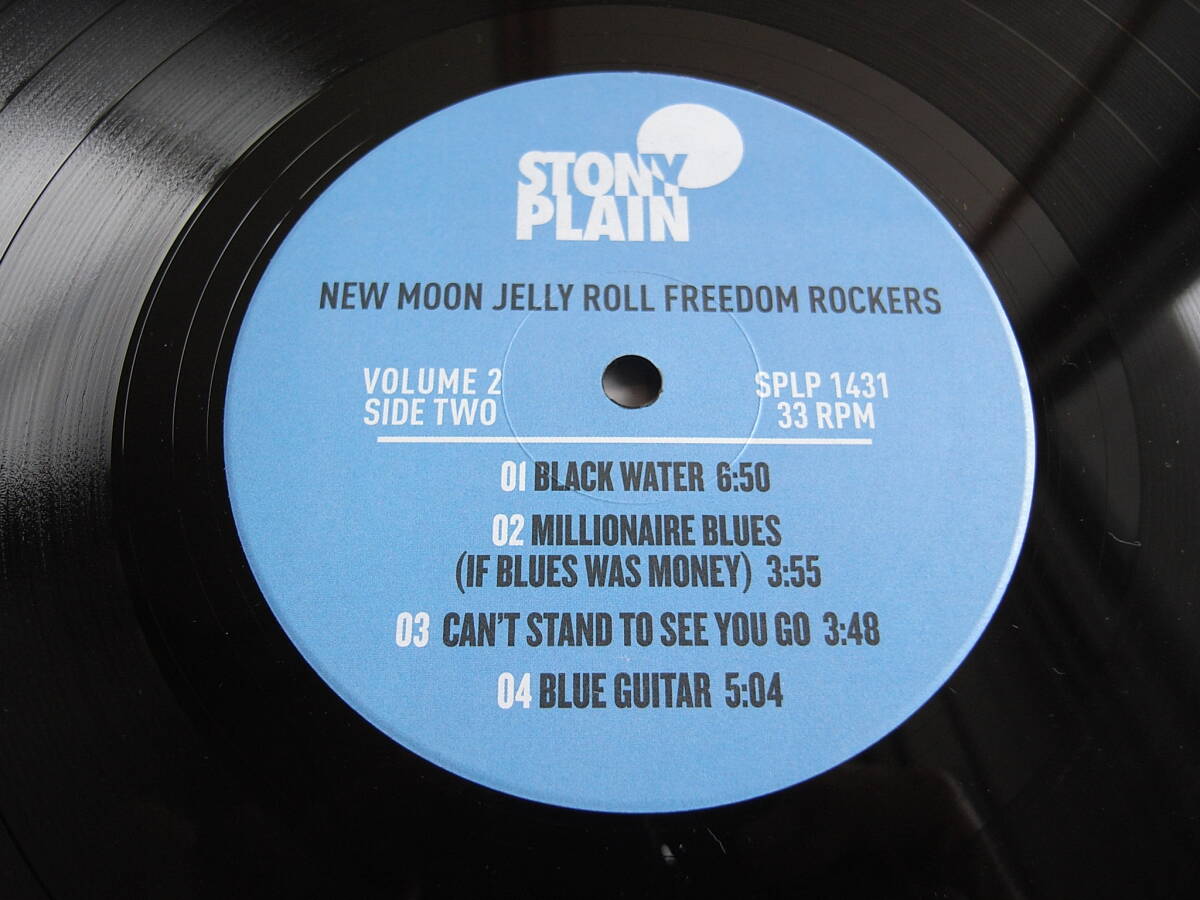 STONY
PLAIN
NEW MOON JELLY ROLL FREEDOM ROCKERS
VOLUME 2 SPLP 1431
SIDE TWO 33 RPM
01 BLACK WATER 6:50
02 MILLIONAIRE BLUES
(IF BLUES WAS MONEY) 3:55
03 CAN'T STAND TO SEE YOU GO 3:48
04 BLUE GUITAR 5:04